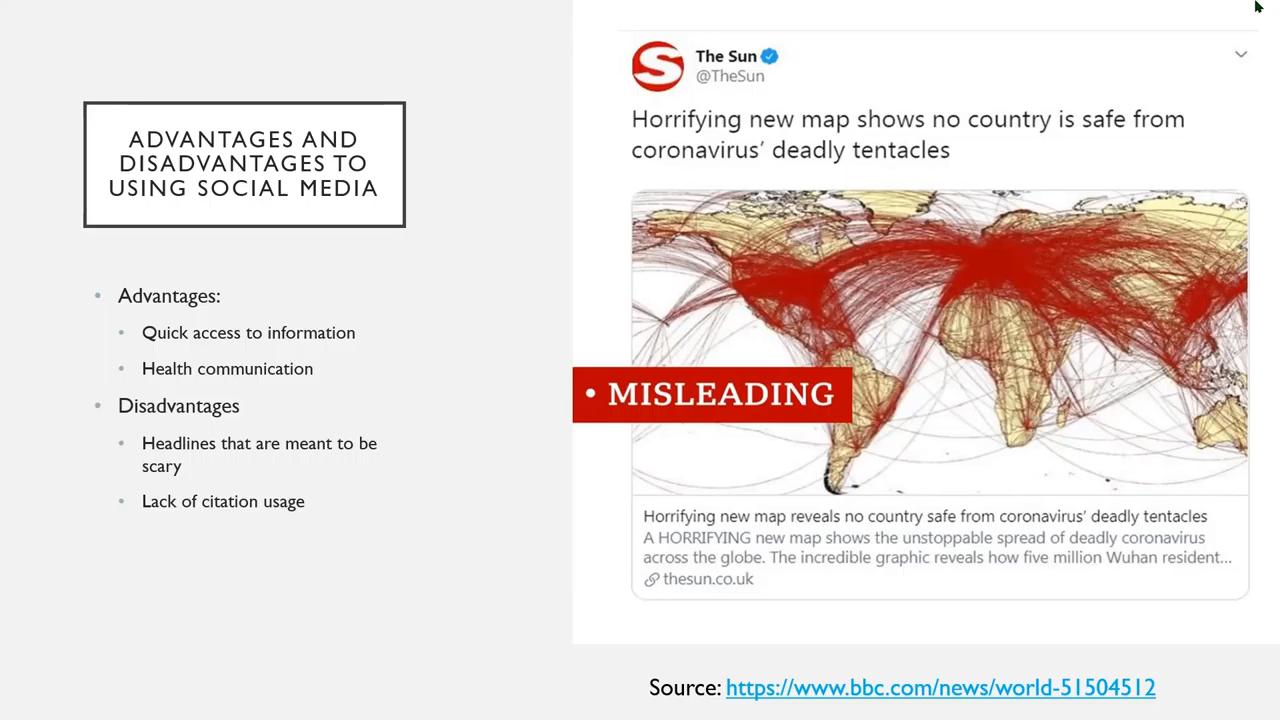 ADVANTAGES AND
DISADVANTAGES TO
USING SOCIAL MEDIA
• Advantages:
• Quick access to information
• Health communication
• Disadvantages
• Headlines that are meant to be
scary
• Lack of citation usage
The Sun
@TheSun
Horrifying new map shows no country is safe from
coronavirus’ deadly tentacles
• MISLEADING
Horrifying new map reveals no country safe from coronavirus’ deadly tentacles
A HORRIFYING new map shows the unstoppable spread of deadly coronavirus
across the globe. The incredible graphic reveals how five million Wuhan resident...
thesun.co.uk
Source: https://www.bbc.com/news/world-51504512